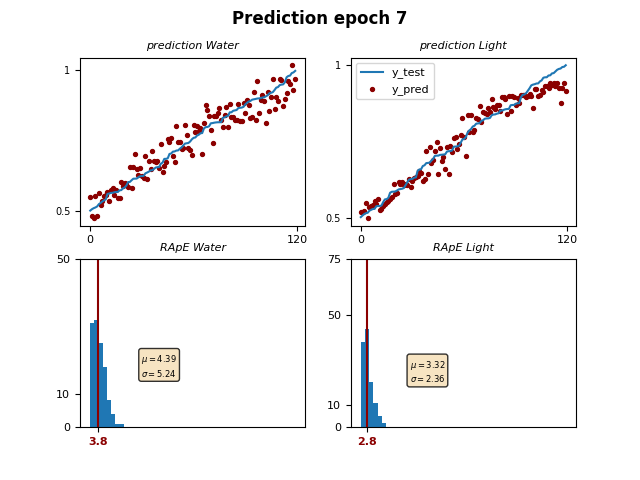 Prediction epoch 7
prediction Water
1
0.5
0
120
prediction Light
y_test
y_pred
1
0.5
0
120
RApE Water
50
10
0
μ = 4.39
σ = 5.24
3.8
RApE Light
75
50
10
0
μ = 3.32
σ = 2.36
2.8